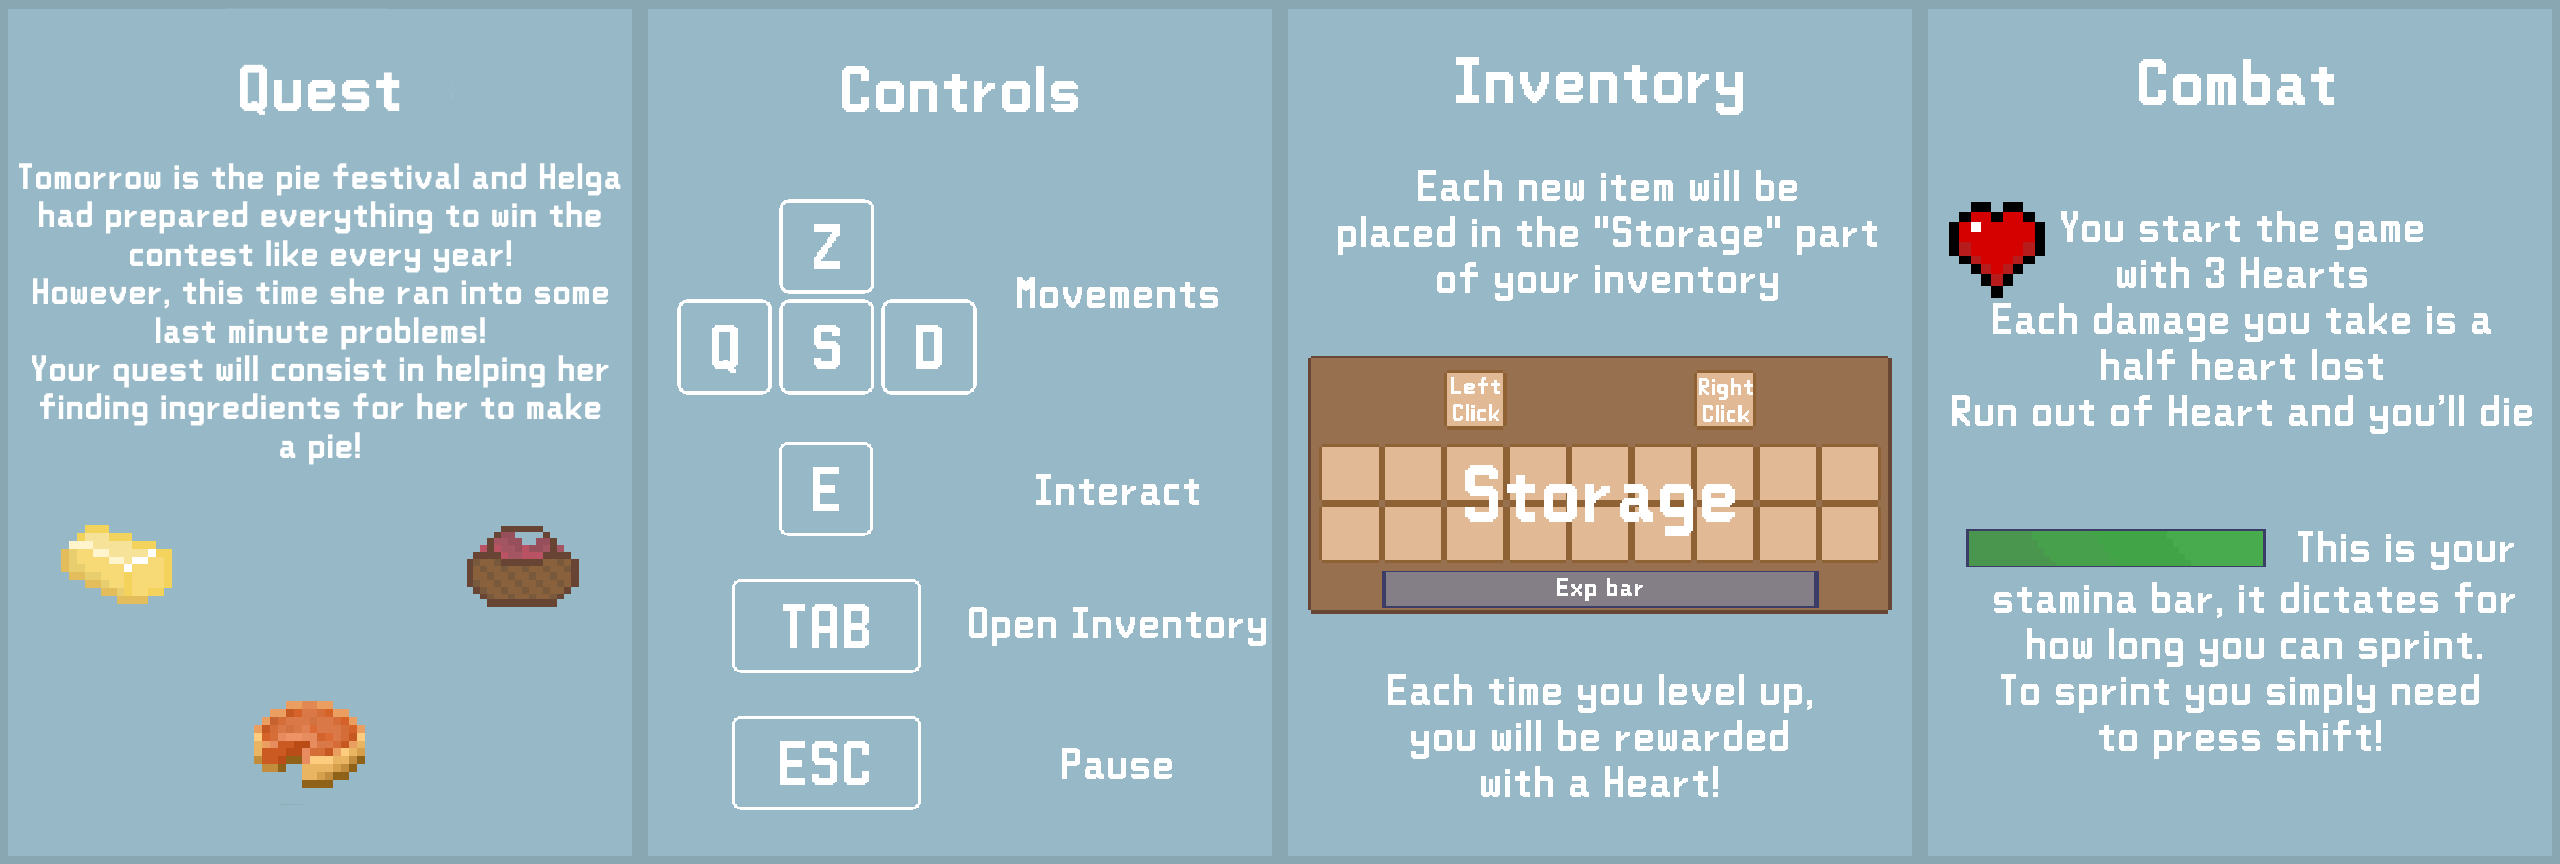 Quest
Tomorrow is the pie festival and Helga
had prepared everything to win the
contest like every year!
However, this time she ran into some
last minute problems!
Your quest will consist in helping her
finding ingredients for her to make
a pie!
Controls
Z
Q S D
Movements
E
Interact
TAB
Open Inventory
ESC
Pause
Inventory
Each new item will be
placed in the "Storage" part
of your inventory
Left
Click
Right
Click
Storage
Exp bar
Each time you level up,
you will be rewarded
with a Heart!
Combat
You start the game
with 3 Hearts
Each damage you take is a
half heart lost
Run out of Heart and you'll die
This is your
stamina bar, it dictates for
how long you can sprint.
To sprint you simply need
to press shift!